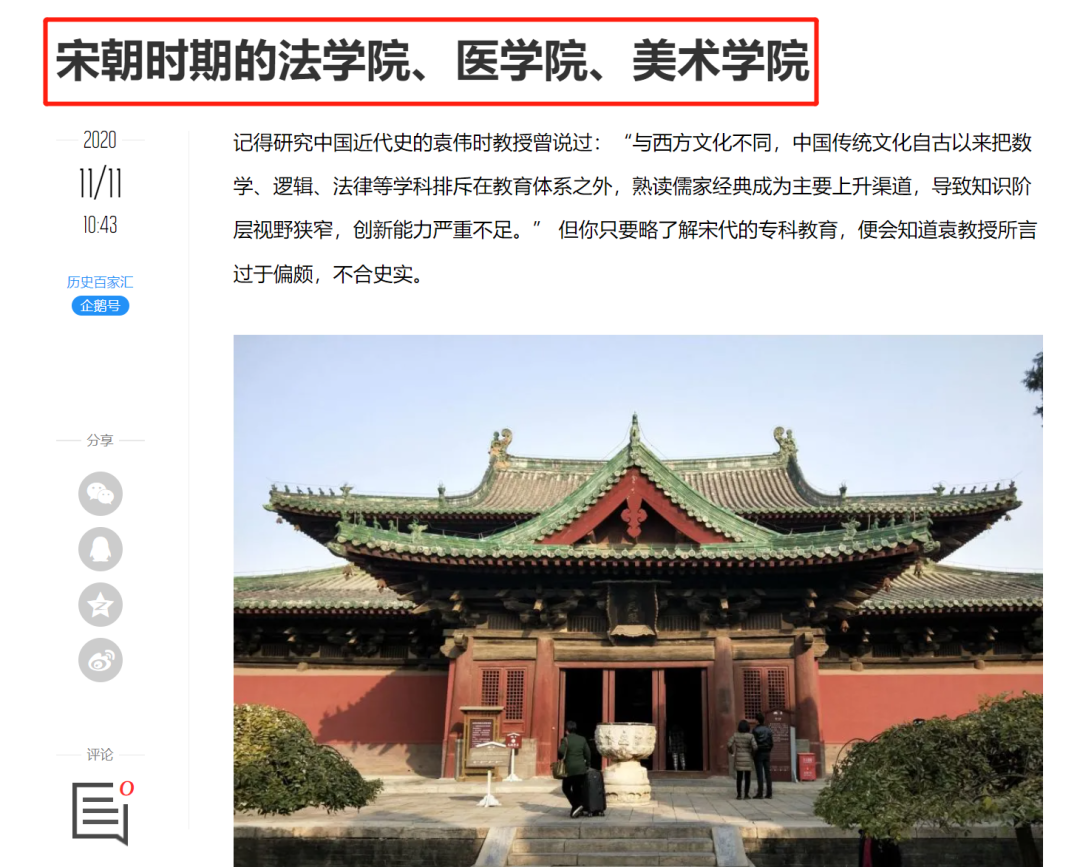 宋朝时期的法学院、医学院、美术学院
2020
11/11
10:43
历史百家汇
企鹅号
分享
评论
0
记得研究中国近代史的袁伟时教授曾说过：“与西方文化不同，中国传统文化自古以来把数
学、逻辑、法律等学科排斥在教育体系之外，熟读儒家经典成为主要上升渠道，导致知识阶
层视野狭窄，创新能力严重不足。” 但你只要略了解宋代的专科教育，便会知道袁教授所言
过于偏颇，不合史实。